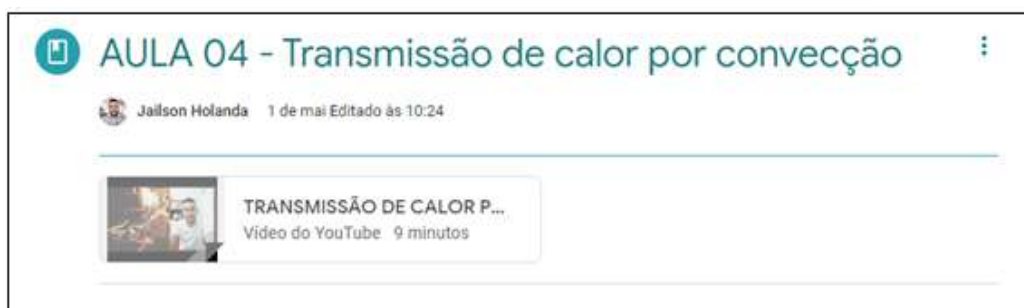 AULA 04 - Transmissão de calor por convecção
Jailson Holanda 1 de mai Editado às 10:24
TRANSMISSÃO DE CALOR P...
Vídeo do YouTube 9 minutos